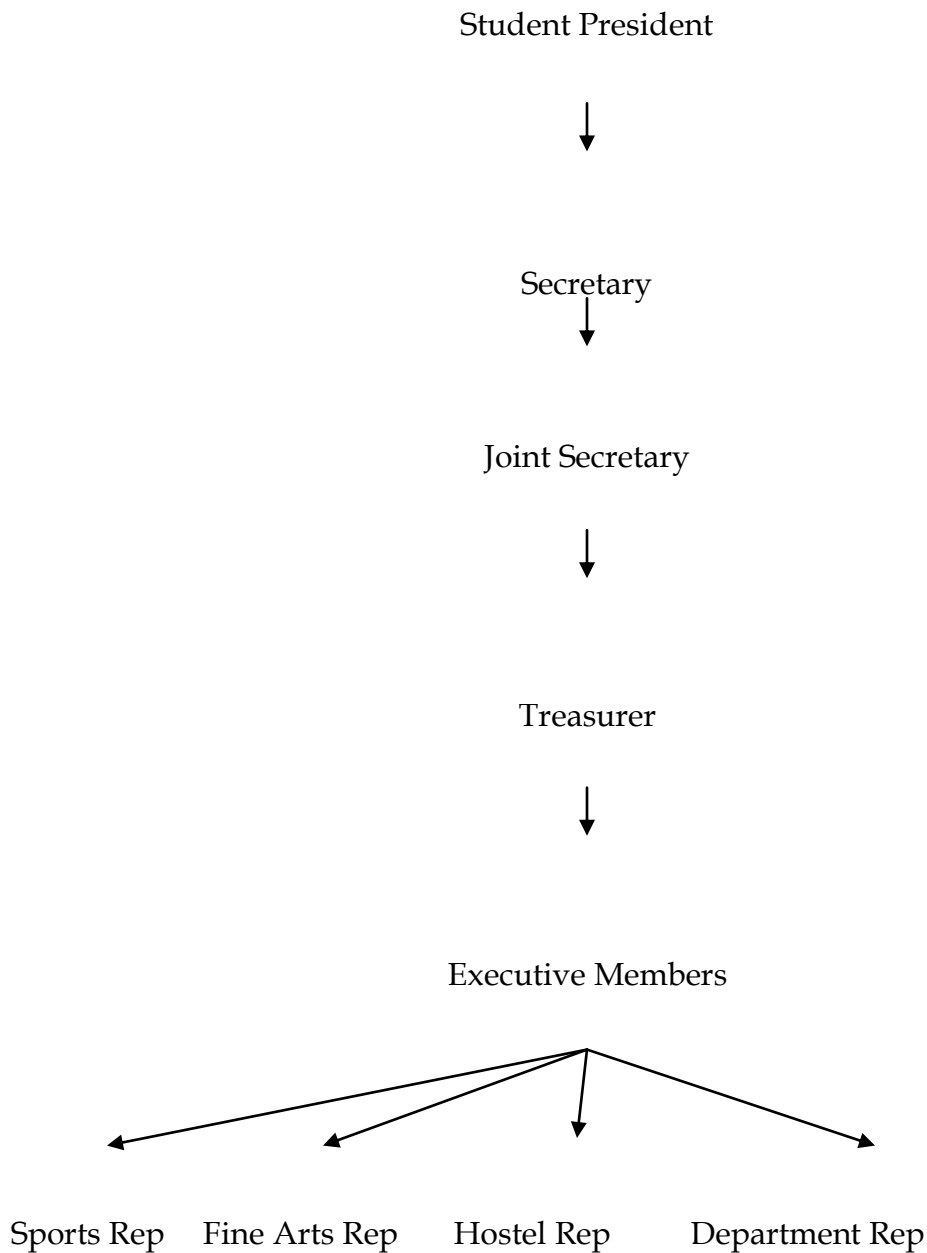 Student President
Secretary
Joint Secretary
Treasurer
Executive Members
Sports Rep Fine Arts Rep Hostel Rep Department Rep